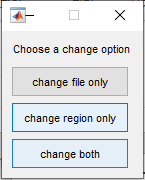 Choose a change option
change file only
change region only
change both